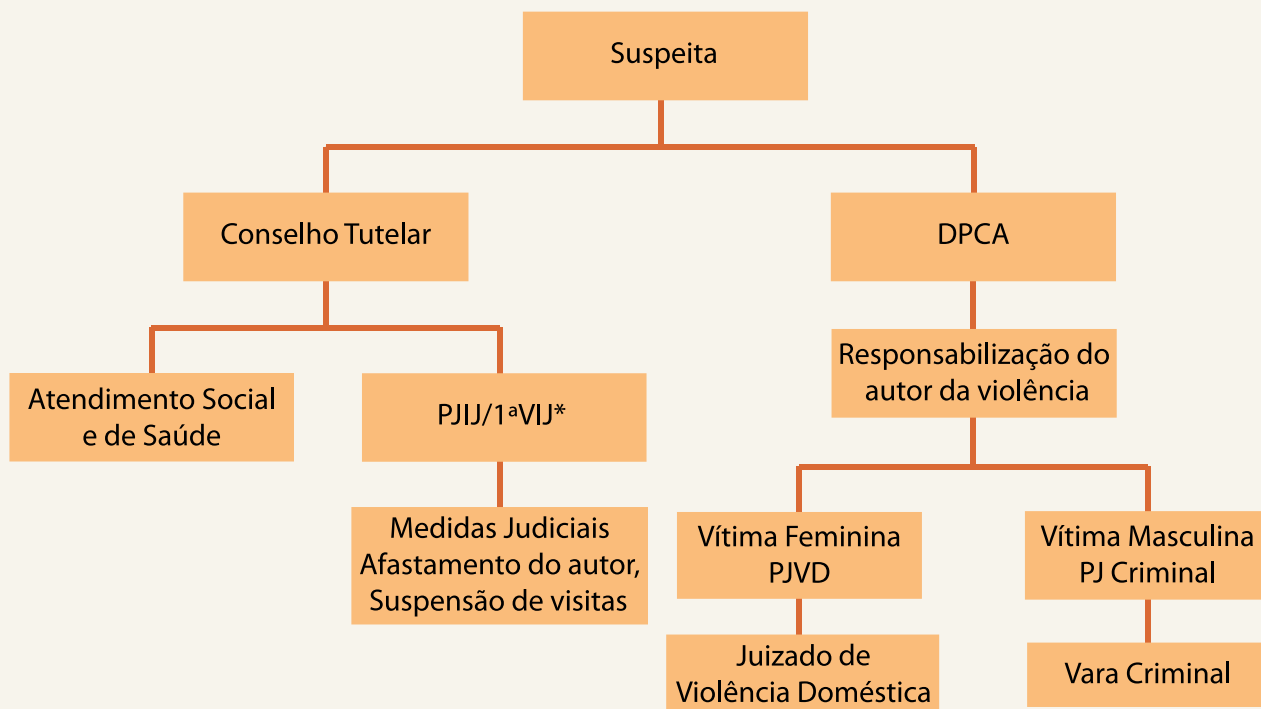 Suspeita
Conselho Tutelar
DPCA
Atendimento Social
e de Saúde
PJIJ/1ªVIJ*
Responsabilização do
autor da violência
Medidas Judiciais
Afastamento do autor,
Suspensão de visitas
Vítima Feminina
PJVD
Vítima Masculina
PJ Criminal
Juizado de
Violência Doméstica
Vara Criminal